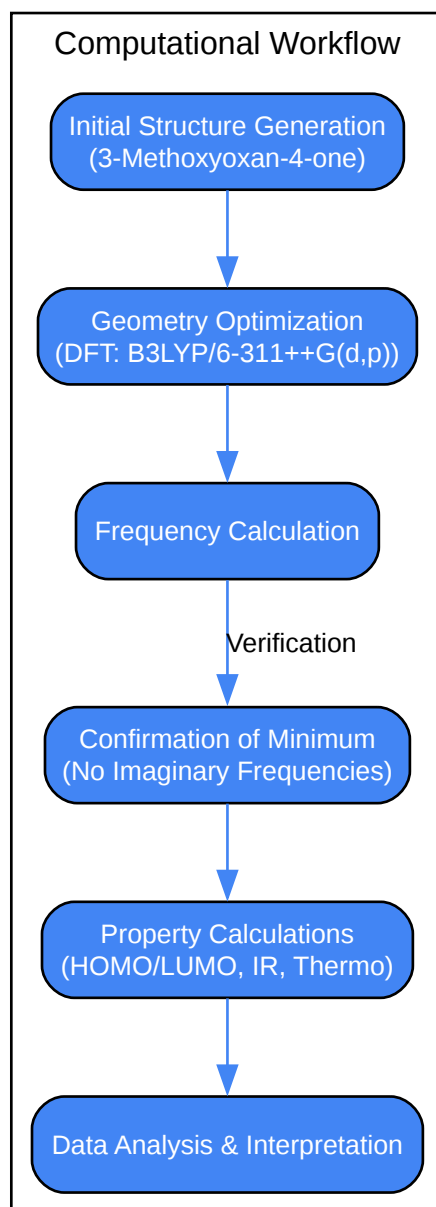 Computational Workflow
Initial Structure Generation
(3-Methoxyoxan-4-one)
Geometry Optimization
(DFT: B3LYP/6-311++G(d,p))
Frequency Calculation
Verification
Confirmation of Minimum
(No Imaginary Frequencies)
Property Calculations
(HOMO/LUMO, IR, Thermo)
Data Analysis & Interpretation